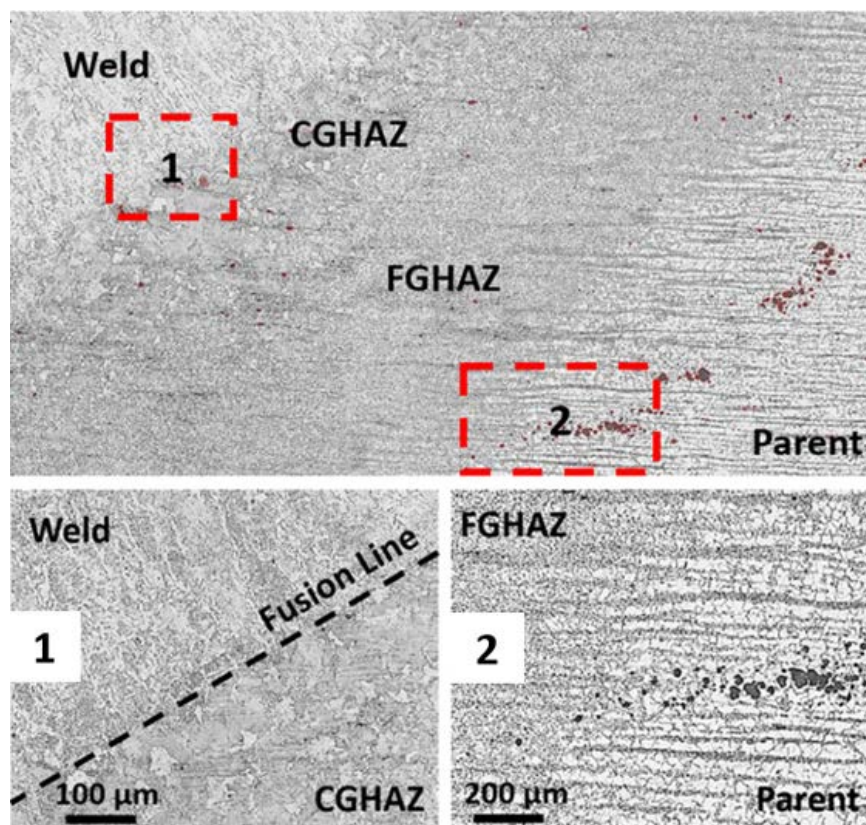 Weld
CGHAZ
1
FGHAZ
2
Parent
Weld
Fusion Line
1
100 µm
CGHAZ
FGHAZ
2
200 µm
Parent